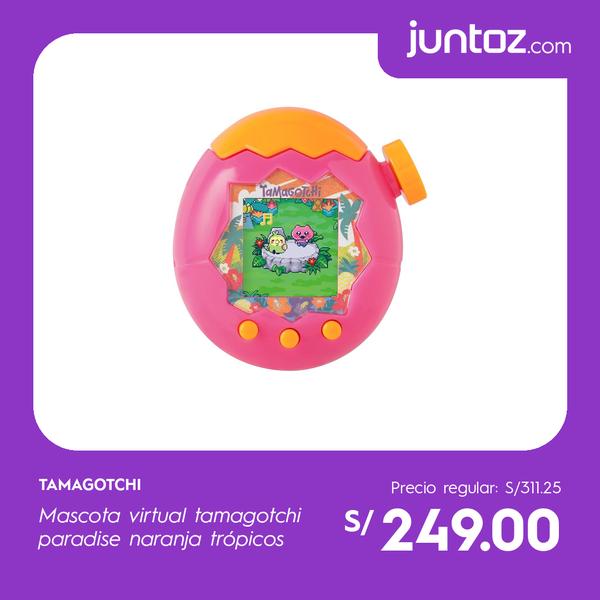 juntoz.com
TAMAGOTCHI
TAMAGOTCHI
Mascota virtual tamagotchi
paradise naranja trópicos
Precio regular: S/311.25
S/249.00